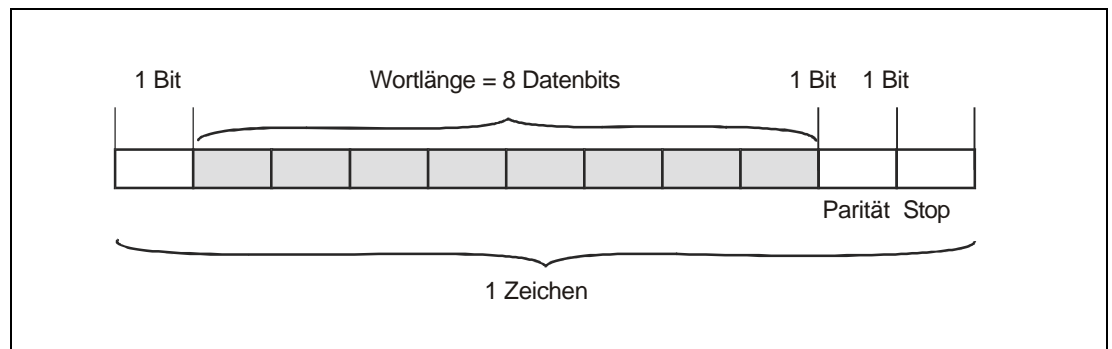 1 Bit Wortlänge = 8 Datenbits 1 Bit 1 Bit
Parität Stop
1 Zeichen